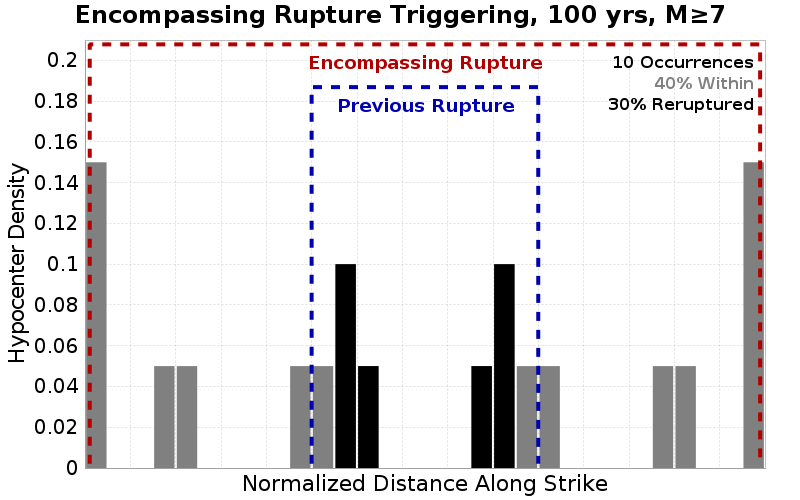 Encompassing Rupture Triggering, 100 yrs, M≥7
Encompassing Rupture
Previous Rupture
10 Occurrences
40% Within
30% Reruptured
Hypocenter Density
0.2
0.18
0.16
0.14
0.12
0.1
0.08
0.06
0.04
0.02
0
Normalized Distance Along Strike